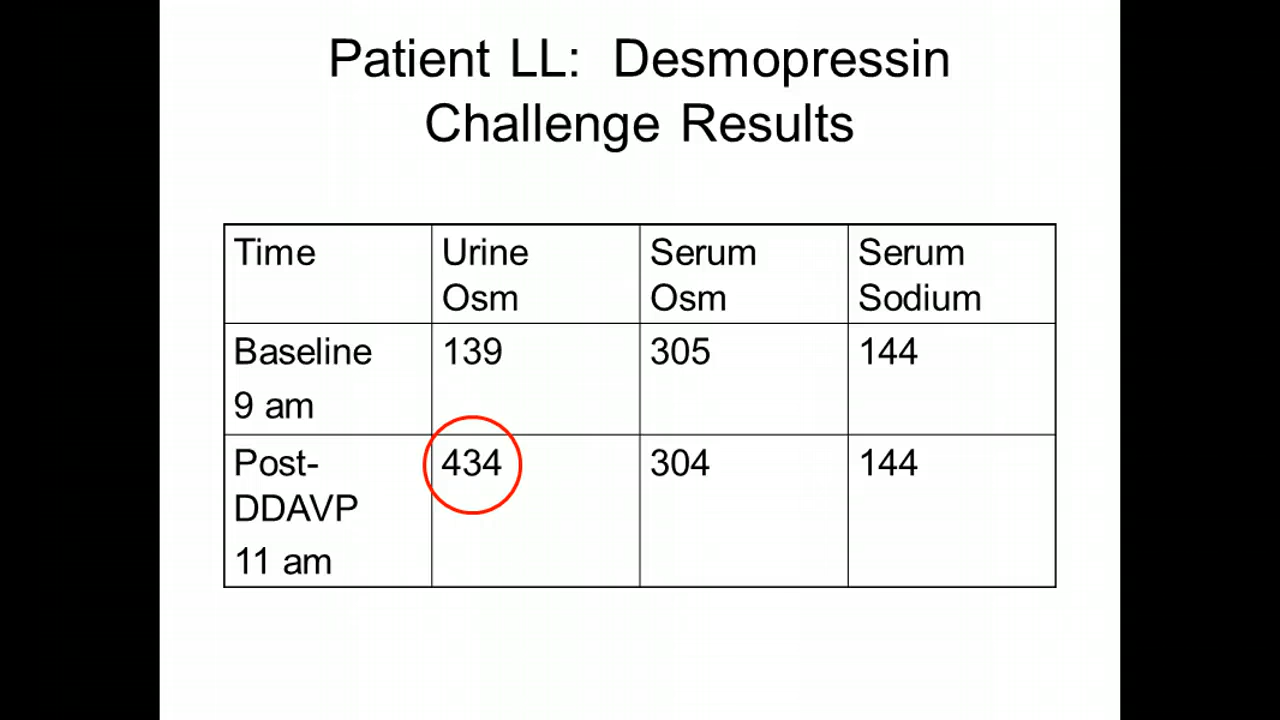 Patient LL: Desmopressin
Challenge Results
Time
Urine
Osm
Serum
Osm
Serum
Sodium
Baseline
9 am
139
305
144
Post-
DDAVP
11 am
434
304
144